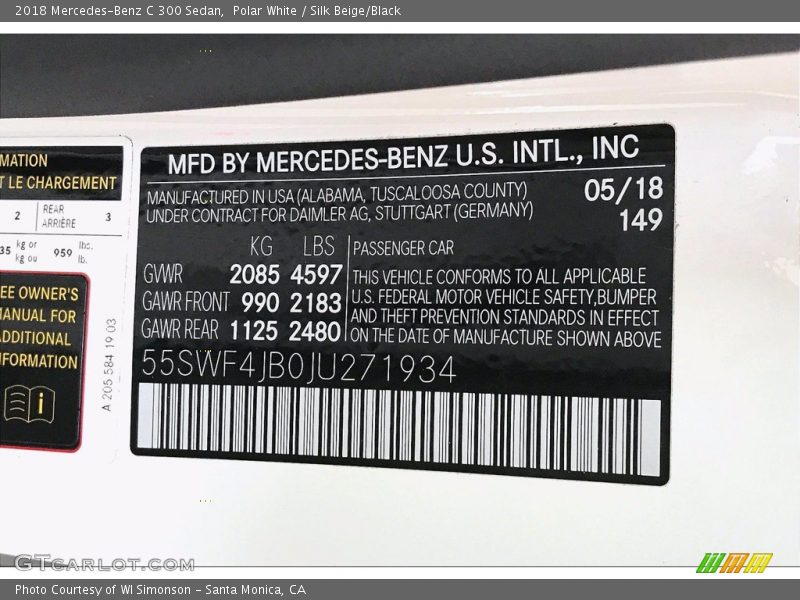 2018 Mercedes-Benz C 300 Sedan, Polar White / Silk Beige/Black
MATION
T LE CHARGEMENT
2 REAR ARRIÈRE 3
35 kg or kg ou 959 lbs. lb.
EE OWNER'S
MANUAL FOR
ADDITIONAL
NFORMATION
A 205 584 19 03
MFD BY MERCEDES-BENZ U.S. INTL., INC
MANUFACTURED IN USA (ALABAMA, TUSCALOOSA COUNTY) 05/18
UNDER CONTRACT FOR DAIMLER AG, STUTTGART (GERMANY) 149
KG LBS PASSENGER CAR
GVWR 2085 4597
GAWR FRONT 990 2183
GAWR REAR 1125 2480
THIS VEHICLE CONFORMS TO ALL APPLICABLE
U.S. FEDERAL MOTOR VEHICLE SAFETY,BUMPER
AND THEFT PREVENTION STANDARDS IN EFFECT
ON THE DATE OF MANUFACTURE SHOWN ABOVE
55SWF4JB0JU271934
GTCARLOT.COM
Photo Courtesy of WI Simonson - Santa Monica, CA